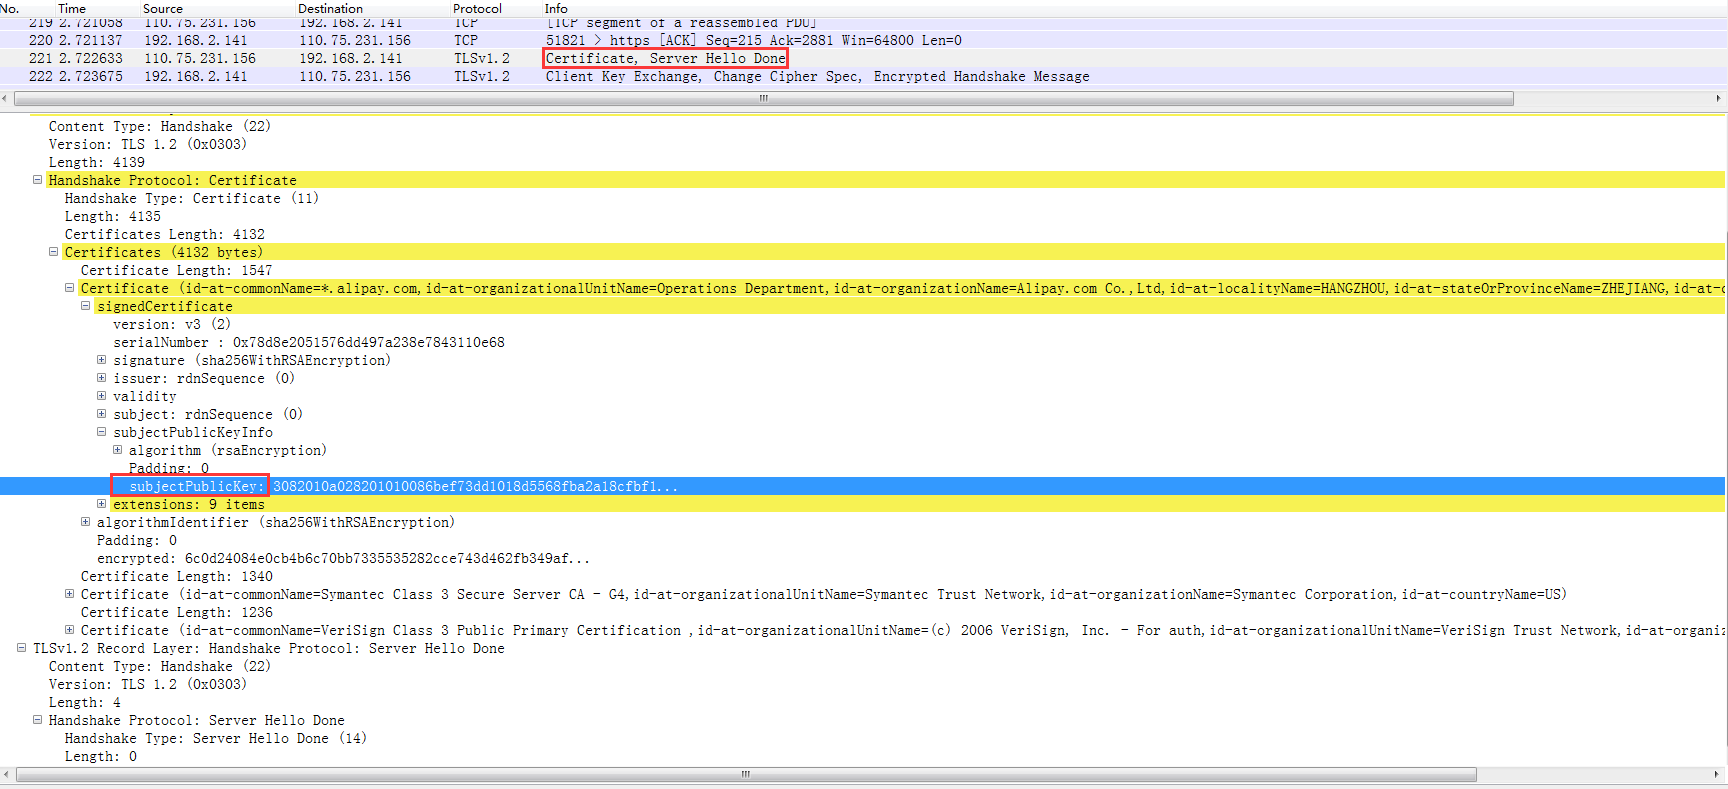 No. Time Source Destination Protocol Info
219 2.721058 110.75.231.156 192.168.2.141 TCP [TCP segment of a reassembled PDU]
220 2.721137 192.168.2.141 110.75.231.156 TCP 51821 > https [ACK] Seq=215 Ack=2881 Win=64800 Len=0
221 2.722633 110.75.231.156 192.168.2.141 TLSv1.2 Certificate, Server Hello Done
222 2.723675 192.168.2.141 110.75.231.156 TLSv1.2 Client Key Exchange, Change Cipher Spec, Encrypted Handshake Message
Content Type: Handshake (22)
Version: TLS 1.2 (0x0303)
Length: 4139
Handshake Protocol: Certificate
Handshake Type: Certificate (11)
Length: 4135
Certificates Length: 4132
Certificates (4132 bytes)
Certificate Length: 1547
Certificate (id-at-commonName=*.alipay.com,id-at-organizationalUnitName=Operations Department,id-at-organizationName=Alipay.com Co.,Ltd,id-at-localityName=HANGZHOU,id-at-stateOrProvinceName=ZHEJIANG,id-at-c
signedCertificate
version: v3 (2)
serialNumber : 0x78d8e2051576dd497a238e7843110e68
signature (sha256WithRSAEncryption)
issuer: rdnSequence (0)
validity
subject: rdnSequence (0)
subjectPublicKeyInfo
algorithm (rsaEncryption)
Padding: 0
subjectPublicKey: 3082010a028201010086bef73dd1018d5568fba2a18cfbf1...
extensions: 9 items
algorithmIdentifier (sha256WithRSAEncryption)
Padding: 0
encrypted: 6c0d24084e0cb4b6c70bb7335535282cce743d462fb349af...
Certificate Length: 1340
Certificate (id-at-commonName=Symantec Class 3 Secure Server CA - G4,id-at-organizationalUnitName=Symantec Trust Network,id-at-organizationName=Symantec Corporation,id-at-countryName=US)
Certificate Length: 1236
Certificate (id-at-commonName=VeriSign Class 3 Public Primary Certification ,id-at-organizationalUnitName=(c) 2006 VeriSign, Inc. - For auth,id-at-organizationalUnitName=VeriSign Trust Network,id-at-organiz
TLSv1.2 Record Layer: Handshake Protocol: Server Hello Done
Content Type: Handshake (22)
Version: TLS 1.2 (0x0303)
Length: 4
Handshake Protocol: Server Hello Done
Handshake Type: Server Hello Done (14)
Length: 0